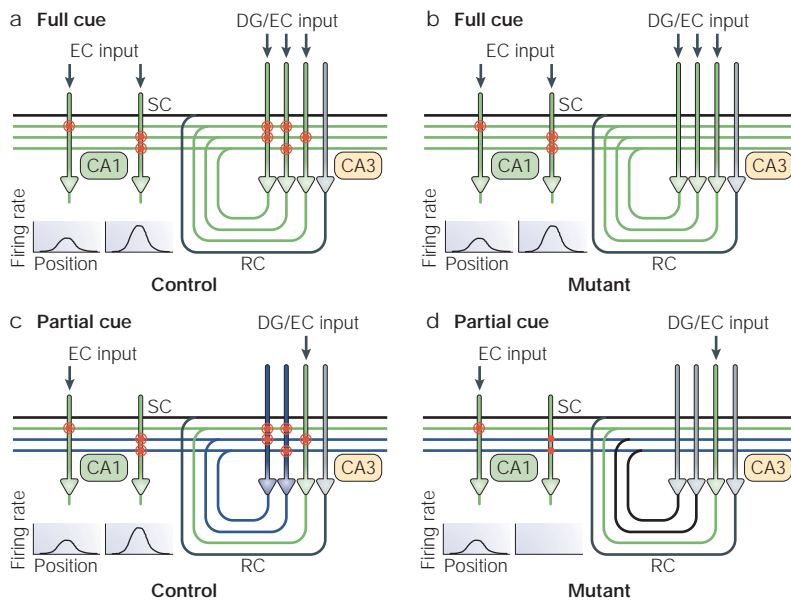 a Full cue
EC input
DG/EC input
SC
CA1
CA3
Firing rate
Position
RC
Control
b Full cue
EC input
DG/EC input
SC
CA1
CA3
Firing rate
Position
RC
Mutant
c Partial cue
EC input
DG/EC input
SC
CA1
CA3
Firing rate
Position
RC
Control
d Partial cue
EC input
DG/EC input
SC
CA1
CA3
Firing rate
Position
RC
Mutant